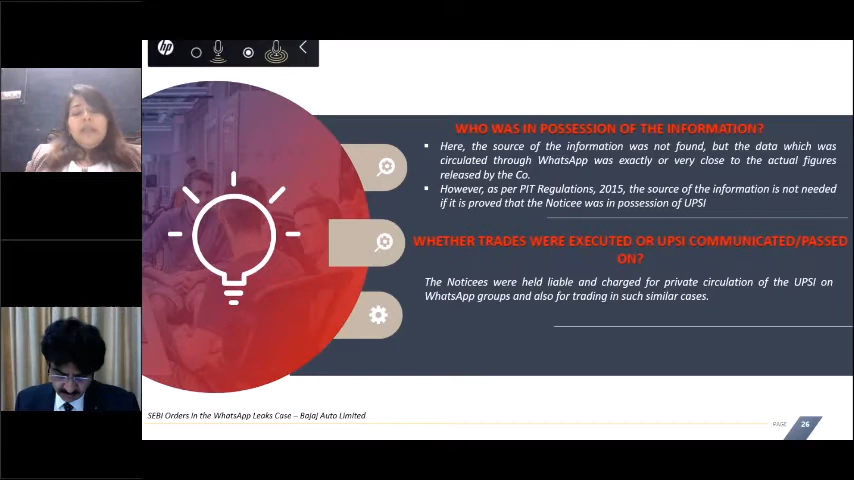 hp
WHO WAS IN POSSESSION OF THE INFORMATION?
▪ Here, the source of the information was not found, but the data which was
circulated through WhatsApp was exactly or very close to the actual figures
released by the Co.
▪ However, as per PIT Regulations, 2015, the source of the information is not needed
if it is proved that the Noticee was in possession of UPSI
WHETHER TRADES WERE EXECUTED OR UPSI COMMUNICATED/PASSED
ON?
The Noticees were held liable and charged for private circulation of the UPSI on
WhatsApp groups and also for trading in such similar cases.
SEBI Orders In the WhatsApp Leaks Case – Bajaj Auto Limited
PAGE 26